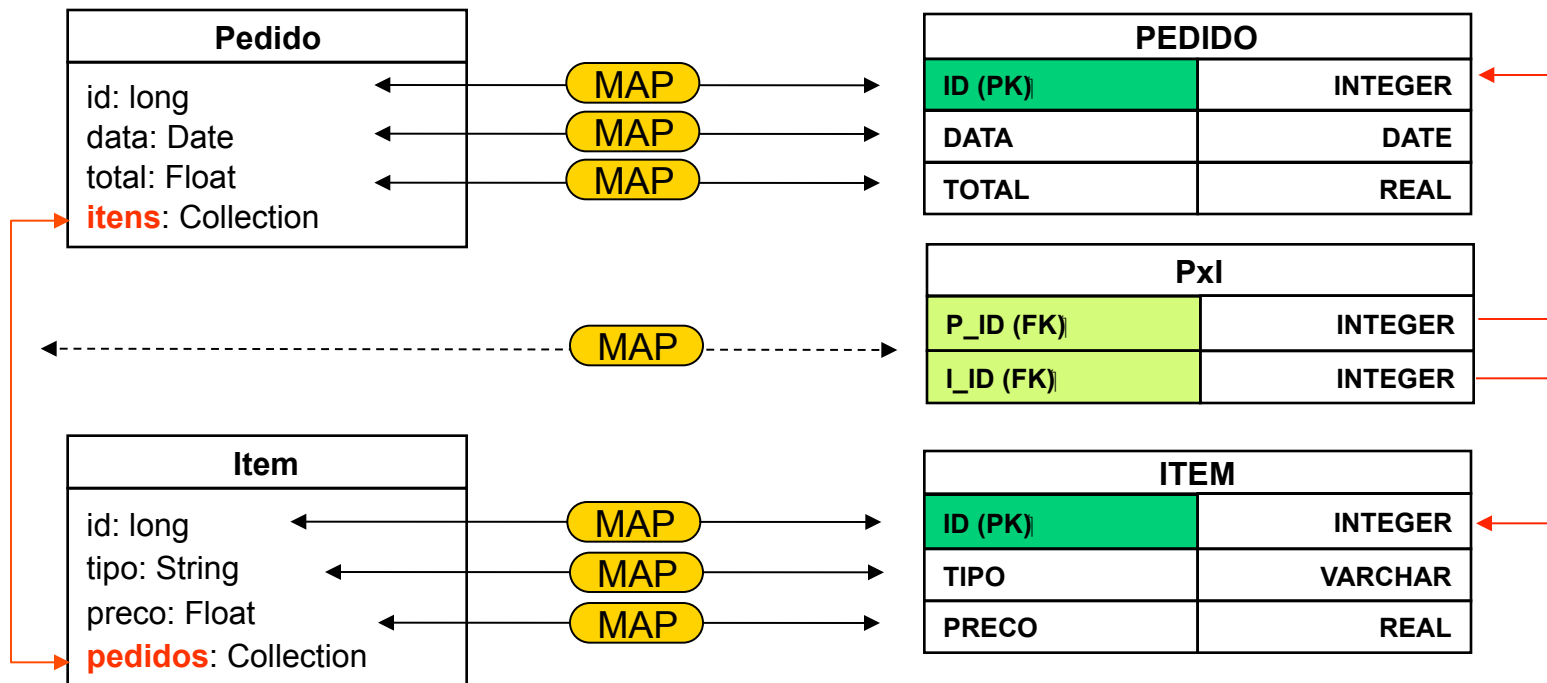 Pedido
id: long
data: Date
total: Float
itens: Collection
MAP
MAP
MAP
PEDIDO
ID (PK) INTEGER
DATA DATE
TOTAL REAL
MAP
PxI
P_ID (FK) INTEGER
I_ID (FK) INTEGER
Item
id: long
tipo: String
preco: Float
pedidos: Collection
MAP
MAP
MAP
ITEM
ID (PK) INTEGER
TIPO VARCHAR
PRECO REAL